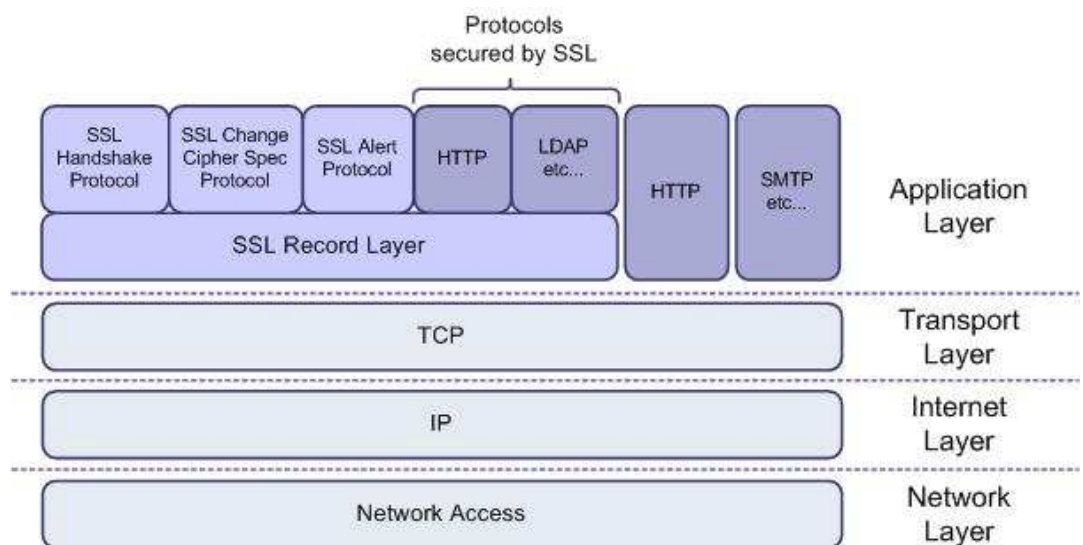 Protocols
secured by SSL
SSL
Handshake
Protocol
SSL Change
Cipher Spec
Protocol
SSL Alert
Protocol
HTTP
LDAP
etc...
HTTP
SMTP
etc...
Application
Layer
SSL Record Layer
TCP
Transport
Layer
IP
Internet
Layer
Network Access
Network
Layer